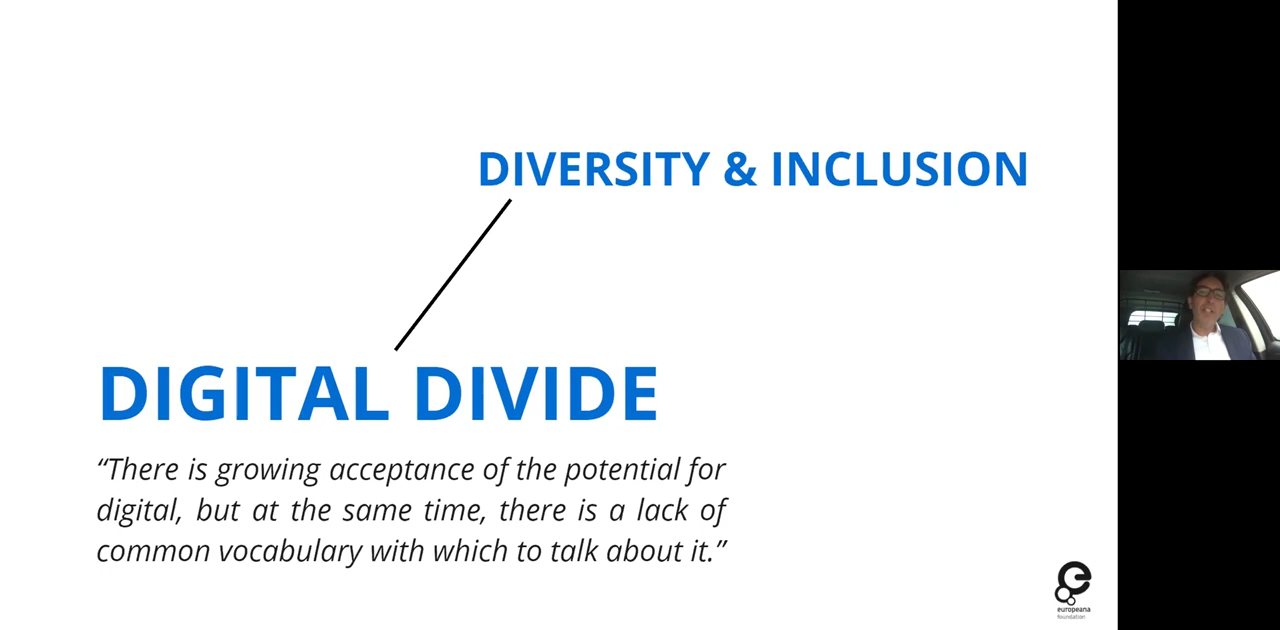 DIVERSITY & INCLUSION
DIGITAL DIVIDE
“There is growing acceptance of the potential for
digital, but at the same time, there is a lack of
common vocabulary with which to talk about it.”
europeana
foundation